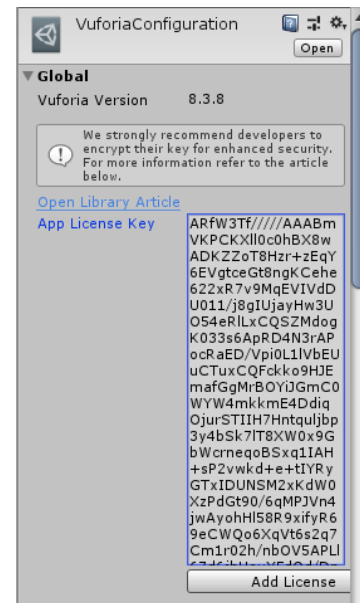 VuforiaConfiguration
Open
Global
Vuforia Version 8.3.8
We strongly recommend developers to
encrypt their key for enhanced security.
For more information refer to the article
below.
Open Library Article
App License Key
ARfW3Tf/////AAABm
VKPCKXll0c0hBX8w
ADKZZoT8Hzr+zEqY
6EVgtceGt8ngKCehe
622xR7v9MqEVIVdD
U011/j8gIUjayHw3U
O54eRlLxCQSZMdog
K033s6ApRD4N3rAP
ocRaED/Vpi0L1lVbEU
uCTuxCQFckko9HJE
mafGgMrBOYiJGmC0
WYW4mkkmE4Ddiq
OjurSTIIH7Hntquljbp
3y4bSk7lT8XW0x9G
bWcrneqoBSxq1IAH
+sP2vwkd+e+tIYRy
GTxIDUNSM2xKdW0
XzPdGt90/6qMPJVn4
jwAyohHl58R9xifyR6
9eCWQo6XqVt6s2q7
Cm1r02h/nbOV5APLl
Add License